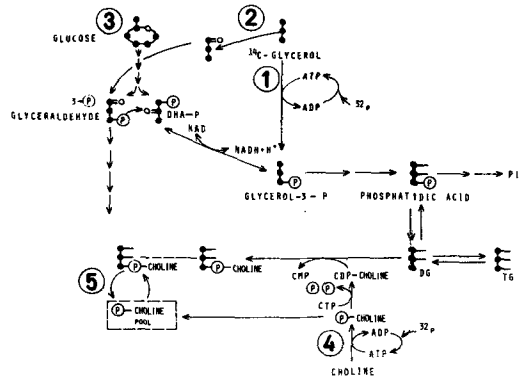 3
2
GLUCOSE
14C-GLYCEROL
1
ATP
ADP
32P
3-P
GLYCERALDEHYDE
P
P
DHA-P
NAD
NADH+H+
P
GLYCEROL-3-P
P
PHOSPHATIDIC ACID
PI
P-CHOLINE
P-CHOLINE
CMP
CDP-CHOLINE
DG
TG
5
P P
CTP
P-CHOLINE
POOL
P-CHOLINE
4
ADP
32P
ATP
CHOLINE